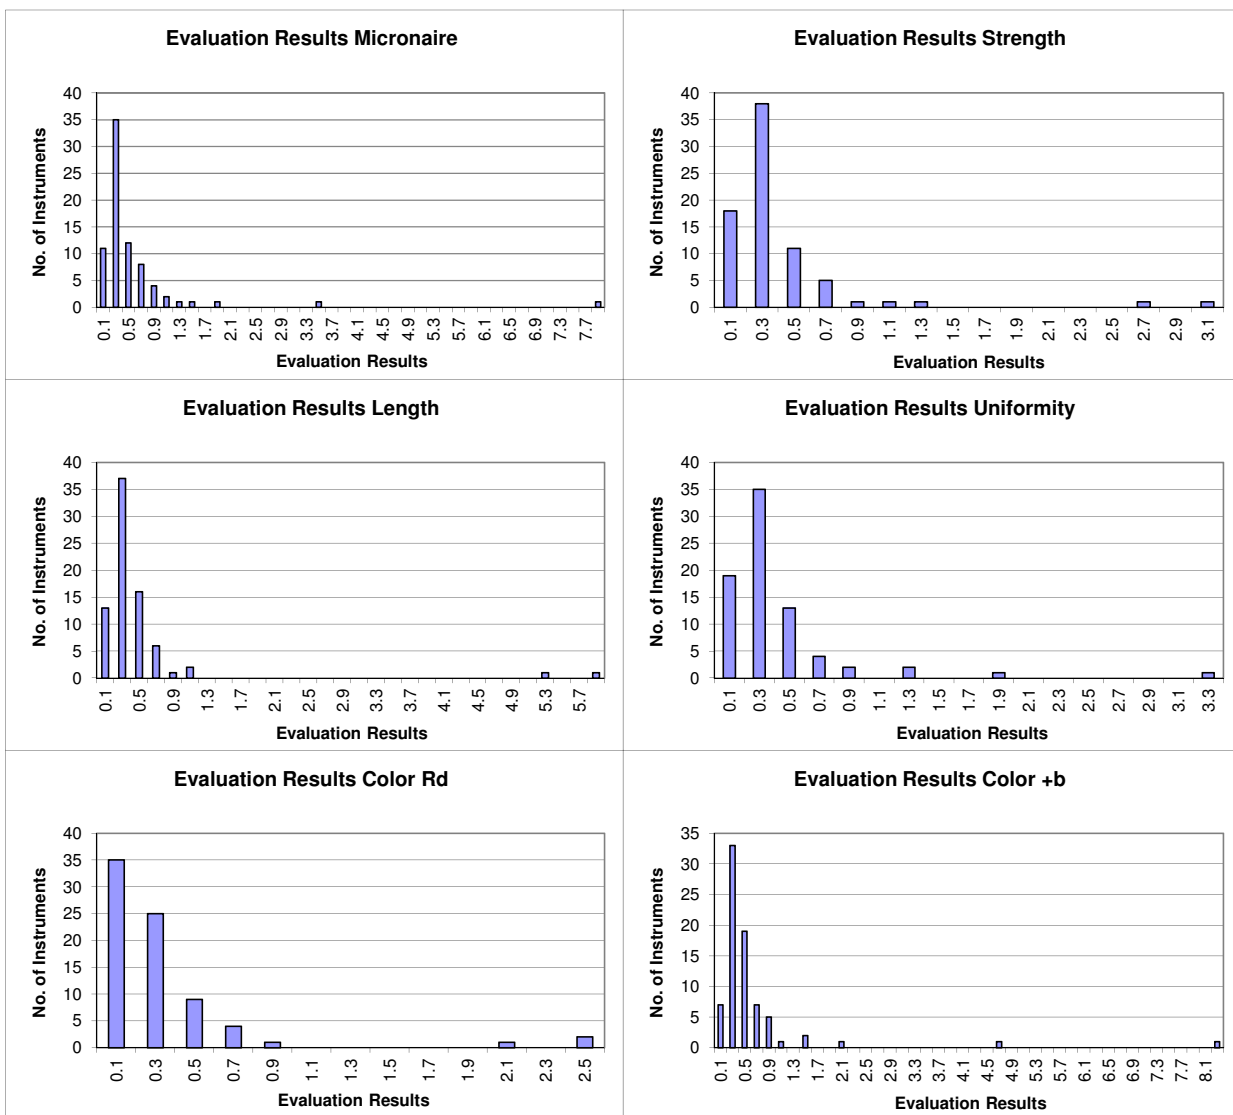 Evaluation Results Micronaire
40
35
30
25
20
15
10
5
0
No. of Instruments
0.1 0.5 0.9 1.3 1.7 2.1 2.5 2.9 3.3 3.7 4.1 4.5 4.9 5.3 5.7 6.1 6.5 6.9 7.3 7.7
Evaluation Results
Evaluation Results Strength
40
35
30
25
20
15
10
5
0
No. of Instruments
0.1 0.3 0.5 0.7 0.9 1.1 1.3 1.5 1.7 1.9 2.1 2.3 2.5 2.7 2.9 3.1
Evaluation Results
Evaluation Results Length
40
35
30
25
20
15
10
5
0
No. of Instruments
0.1 0.5 0.9 1.3 1.7 2.1 2.5 2.9 3.3 3.7 4.1 4.5 4.9 5.3 5.7
Evaluation Results
Evaluation Results Uniformity
40
35
30
25
20
15
10
5
0
No. of Instruments
0.1 0.3 0.5 0.7 0.9 1.1 1.3 1.5 1.7 1.9 2.1 2.3 2.5 2.7 2.9 3.1 3.3
Evaluation Results
Evaluation Results Color Rd
40
35
30
25
20
15
10
5
0
No. of Instruments
0.1 0.3 0.5 0.7 0.9 1.1 1.3 1.5 1.7 1.9 2.1 2.3 2.5
Evaluation Results
Evaluation Results Color +b
35
30
25
20
15
10
5
0
No. of Instruments
0.1 0.5 0.9 1.3 1.7 2.1 2.5 2.9 3.3 3.7 4.1 4.5 4.9 5.3 5.7 6.1 6.5 6.9 7.3 7.7 8.1
Evaluation Results